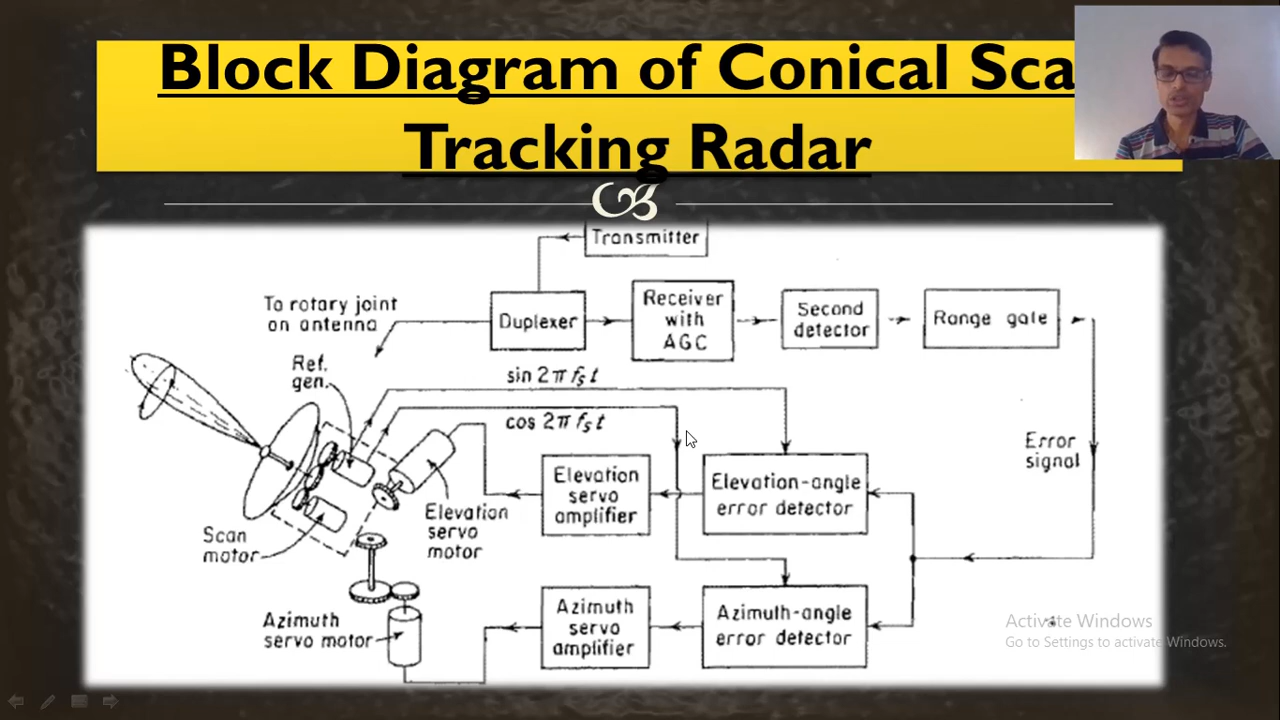 Block Diagram of Conical Sca
Tracking Radar
Transmitter
To rotary joint
on antenna
Duplexer
Receiver
with
AGC
Second
detector
Range gate
Ref.
gen.
sin 2π fs t
cos 2π fs t
Error
signal
Elevation
servo
amplifier
Elevation-angle
error detector
Elevation
servo
motor
Scan
motor
Azimuth
servo motor
Azimuth
servo
amplifier
Azimuth-angle
error detector
Activate Windows
Go to Settings to activate Windows.